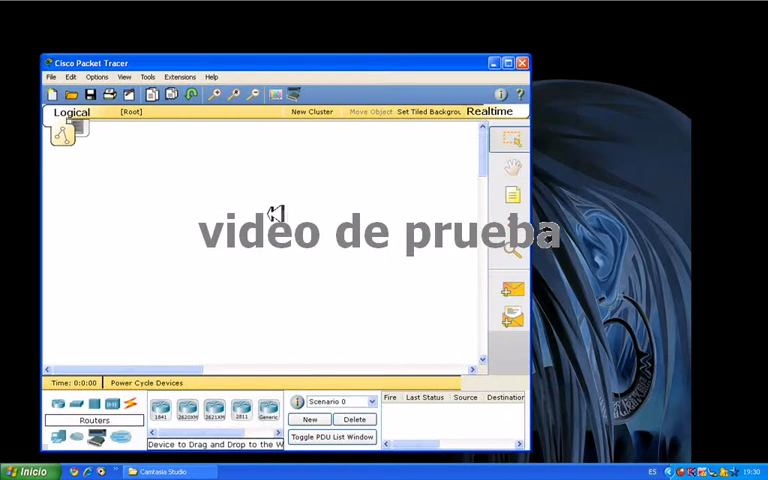 Cisco Packet Tracer
File Edit Options View Tools Extensions Help
Logical [Root] New Cluster Move Object Set Tiled Backgrou Realtime
video de prueba
Time: 0:0:00 Power Cycle Devices
Scenario 0
Fire Last Status Source Destination
1841 2620XM 2621XM 2811 Generic
Routers
New Delete
Toggle PDU List Window
Device to Drag and Drop to the W
Inicio Camtasia Studio ES 19:30